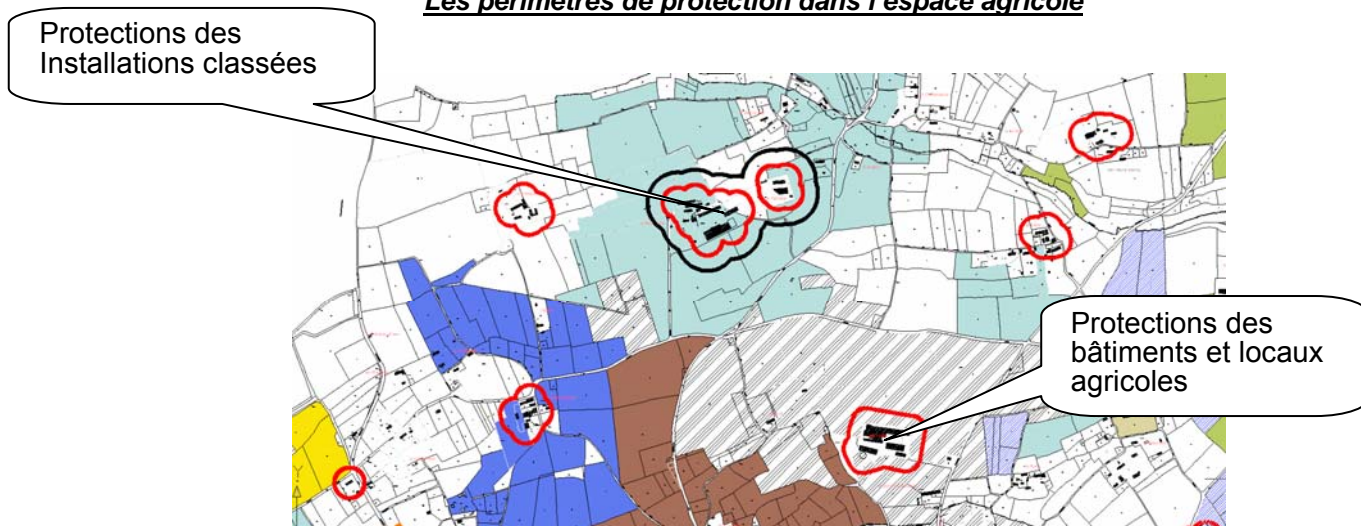 Les périmètres de protection dans l'espace agricole
Protections des
Installations classées
Protections des
bâtiments et locaux
agricoles